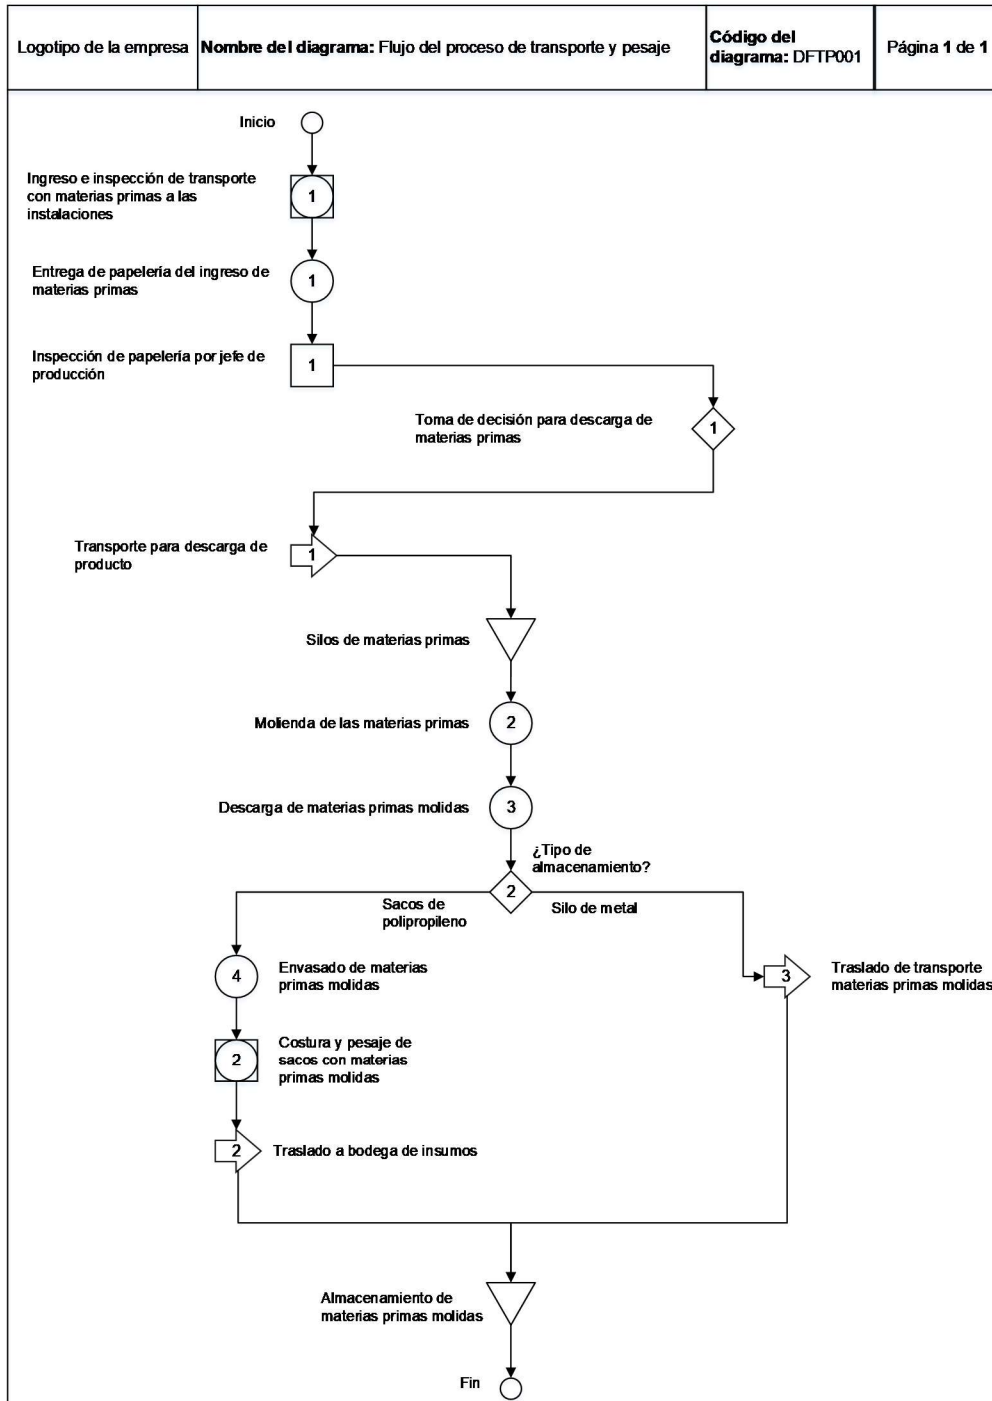 Logotipo de la empresa
Nombre del diagrama: Flujo del proceso de transporte y pesaje
Código del
diagrama: DFTP001
Página 1 de 1
Inicio
Ingreso e inspección de transporte
con materias primas a las
instalaciones
1
Entrega de papelería del ingreso de
materias primas
1
Inspección de papelería por jefe de
producción
1
Toma de decisión para descarga de
materias primas
1
Transporte para descarga de
producto
1
Silos de materias primas
Molienda de las materias primas
2
Descarga de materias primas molidas
3
¿Tipo de
almacenamiento?
2
Sacos de
polipropileno
Silo de metal
4
Envasado de materias
primas molidas
3
Traslado de transporte
materias primas molidas
2
Costura y pesaje de
sacos con materias
primas molidas
2
Traslado a bodega de insumos
Almacenamiento de
materias primas molidas
Fin